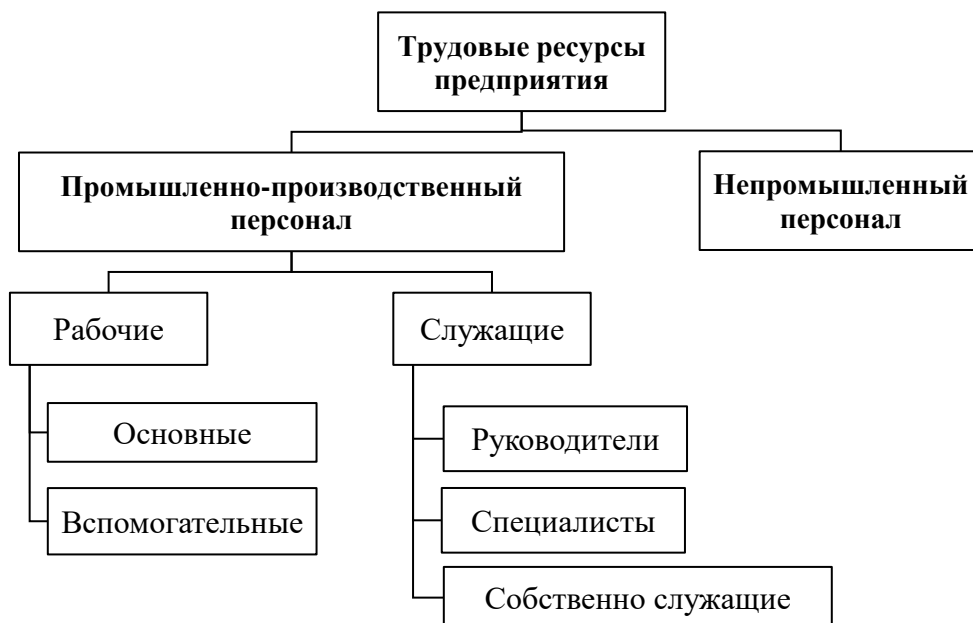 Трудовые ресурсы
предприятия
Промышленно-производственный
персонал
Непромышленный
персонал
Рабочие
Служащие
Основные
Вспомогательные
Руководители
Специалисты
Собственно служащие